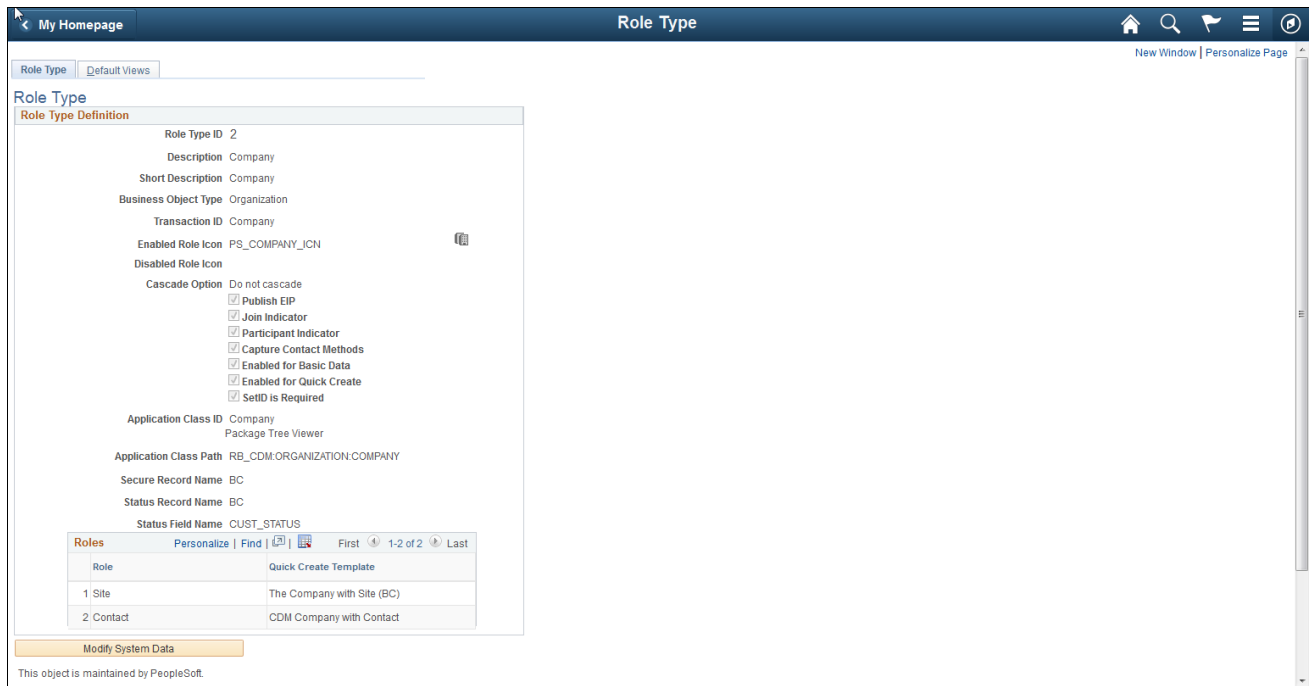 My Homepage
Role Type
New Window | Personalize Page
Role Type
Default Views
Role Type
Role Type Definition
Role Type ID 2
Description Company
Short Description Company
Business Object Type Organization
Transaction ID Company
Enabled Role Icon PS_COMPANY_ICN
Disabled Role Icon
Cascade Option Do not cascade
Publish EIP
Join Indicator
Participant Indicator
Capture Contact Methods
Enabled for Basic Data
Enabled for Quick Create
SetID is Required
Application Class ID Company
Package Tree Viewer
Application Class Path RB_CDM:ORGANIZATION:COMPANY
Secure Record Name BC
Status Record Name BC
Status Field Name CUST_STATUS
Roles Personalize | Find | | First 1-2 of 2 Last
Role Quick Create Template
1 Site The Company with Site (BC)
2 Contact CDM Company with Contact
Modify System Data
This object is maintained by PeopleSoft.